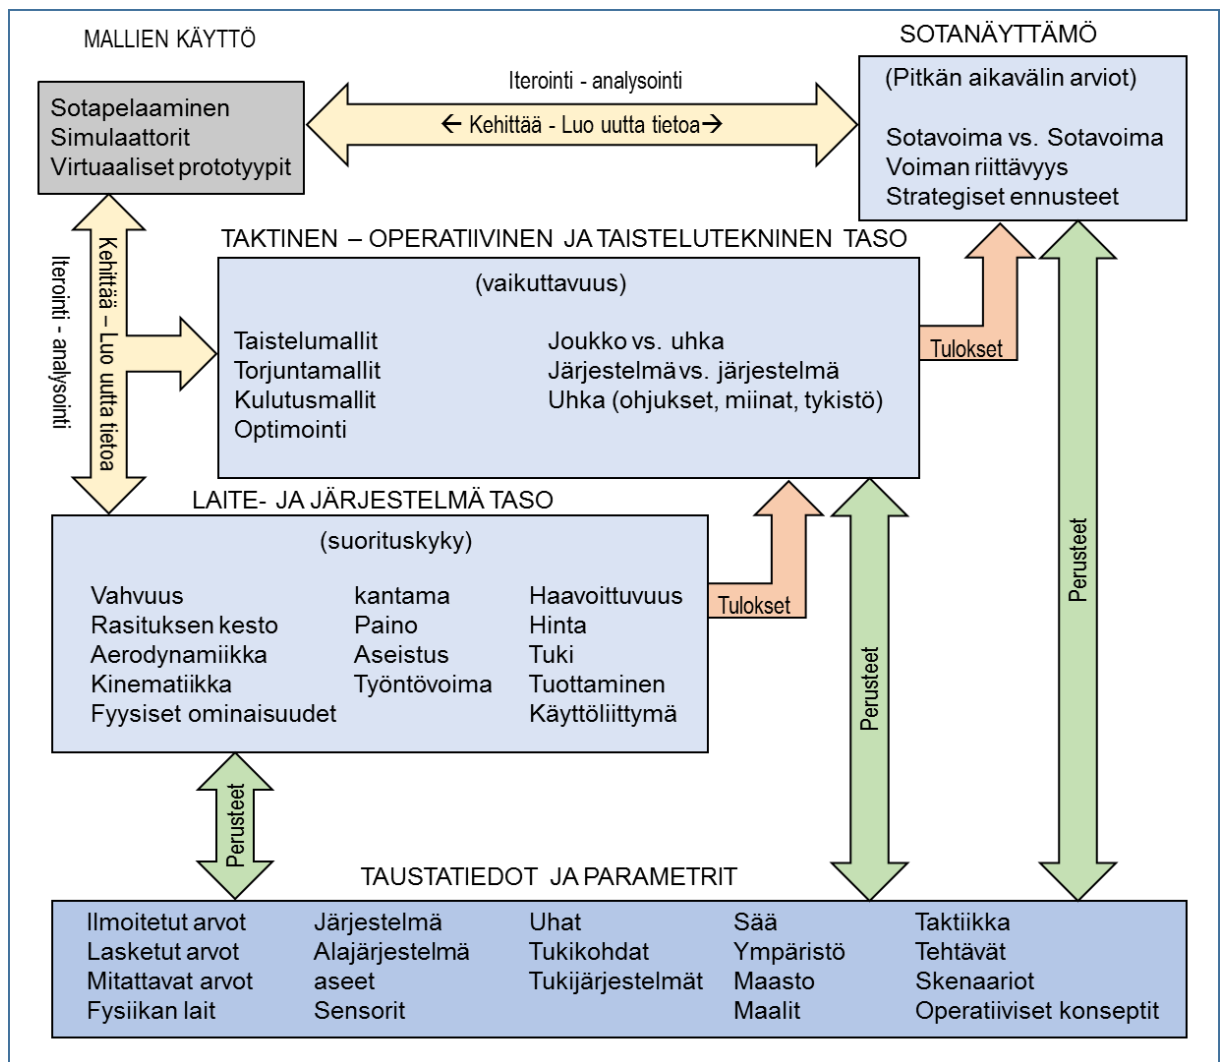 MALLIEN KÄYTTÖ
SOTANÄYTTÄMÖ
Sotapelaaminen
Simulaattorit
Virtuaaliset prototyypit
Iterointi - analysointi
← Kehittää - Luo uutta tietoa→
(Pitkän aikavälin arviot)
Sotavoima vs. Sotavoima
Voiman riittävyys
Strategiset ennusteet
Iterointi - analysointi
Kehittää – Luo uutta tietoa
TAKTINEN – OPERATIIVINEN JA TAISTELUTEKNINEN TASO
(vaikuttavuus)
Taistelumallit
Torjuntamallit
Kulutusmallit
Optimointi
Joukko vs. uhka
Järjestelmä vs. järjestelmä
Uhka (ohjukset, miinat, tykistö)
Tulokset
LAITE- JA JÄRJESTELMÄ TASO
(suorituskyky)
Vahvuus
Rasituksen kesto
Aerodynamiikka
Kinematiikka
Fyysiset ominaisuudet
kantama
Paino
Aseistus
Työntövoima
Haavoittuvuus
Hinta
Tuki
Tuottaminen
Käyttöliittymä
Tulokset
Perusteet
Perusteet
Perusteet
TAUSTATIEDOT JA PARAMETRIT
Ilmoitetut arvot
Lasketut arvot
Mitattavat arvot
Fysiikan lait
Järjestelmä
Alajärjestelmä
aseet
Sensorit
Uhat
Tukikohdat
Tukijärjestelmät
Sää
Ympäristö
Maasto
Maalit
Taktiikka
Tehtävät
Skenaariot
Operatiiviset konseptit